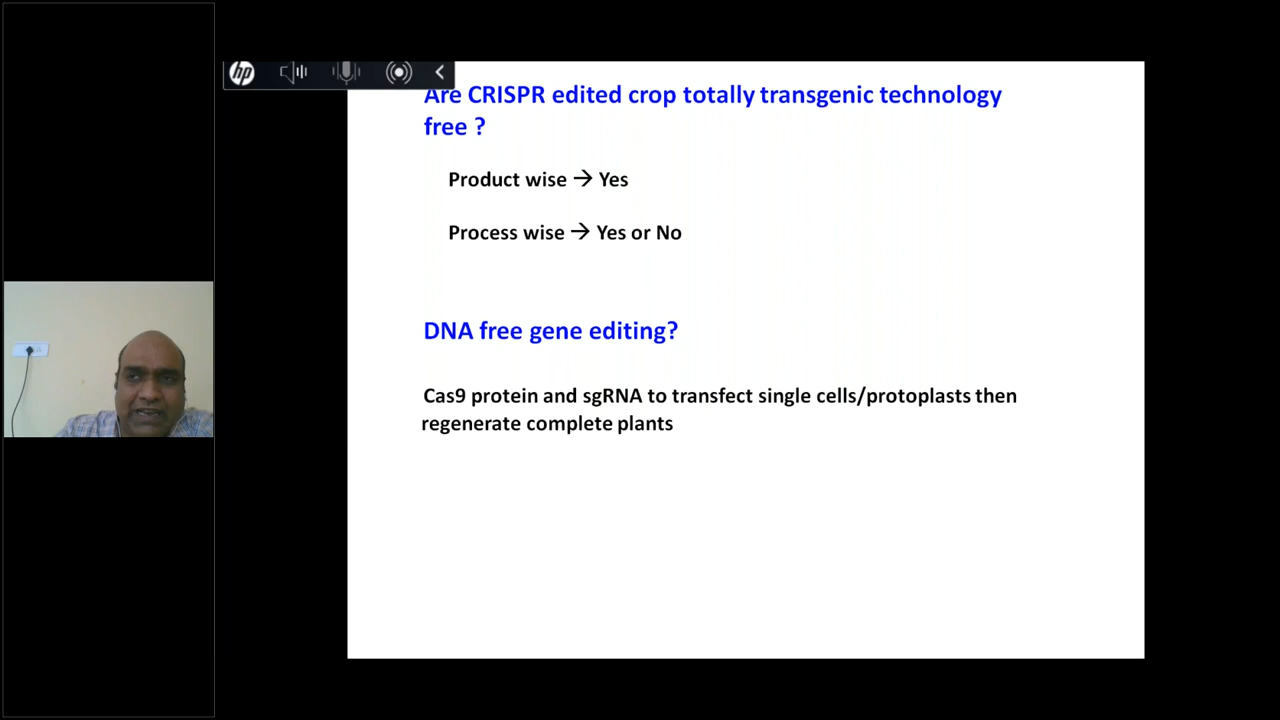 hp
Are CRISPR edited crop totally transgenic technology
free ?
Product wise → Yes
Process wise → Yes or No
DNA free gene editing?
Cas9 protein and sgRNA to transfect single cells/protoplasts then
regenerate complete plants